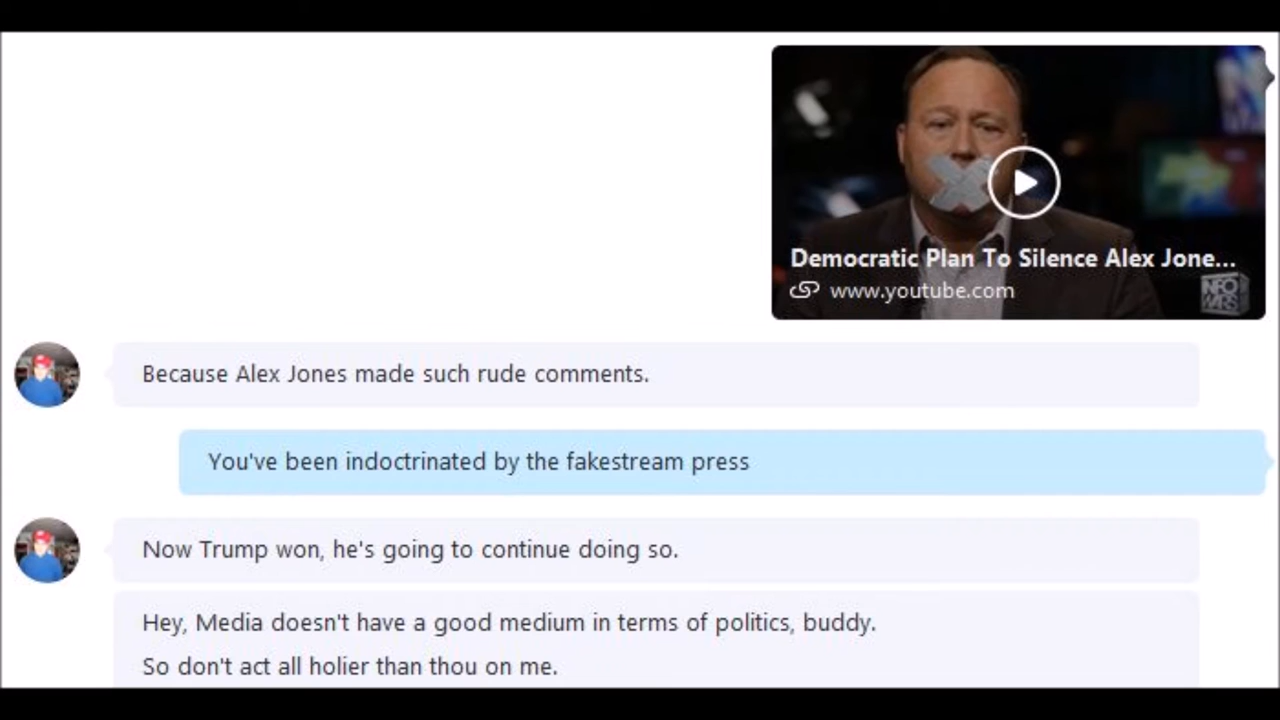 Democratic Plan To Silence Alex Jone...
www.youtube.com
INFO
WARS
Because Alex Jones made such rude comments.
You've been indoctrinated by the fakestream press
Now Trump won, he's going to continue doing so.
Hey, Media doesn't have a good medium in terms of politics, buddy.
So don't act all holier than thou on me.